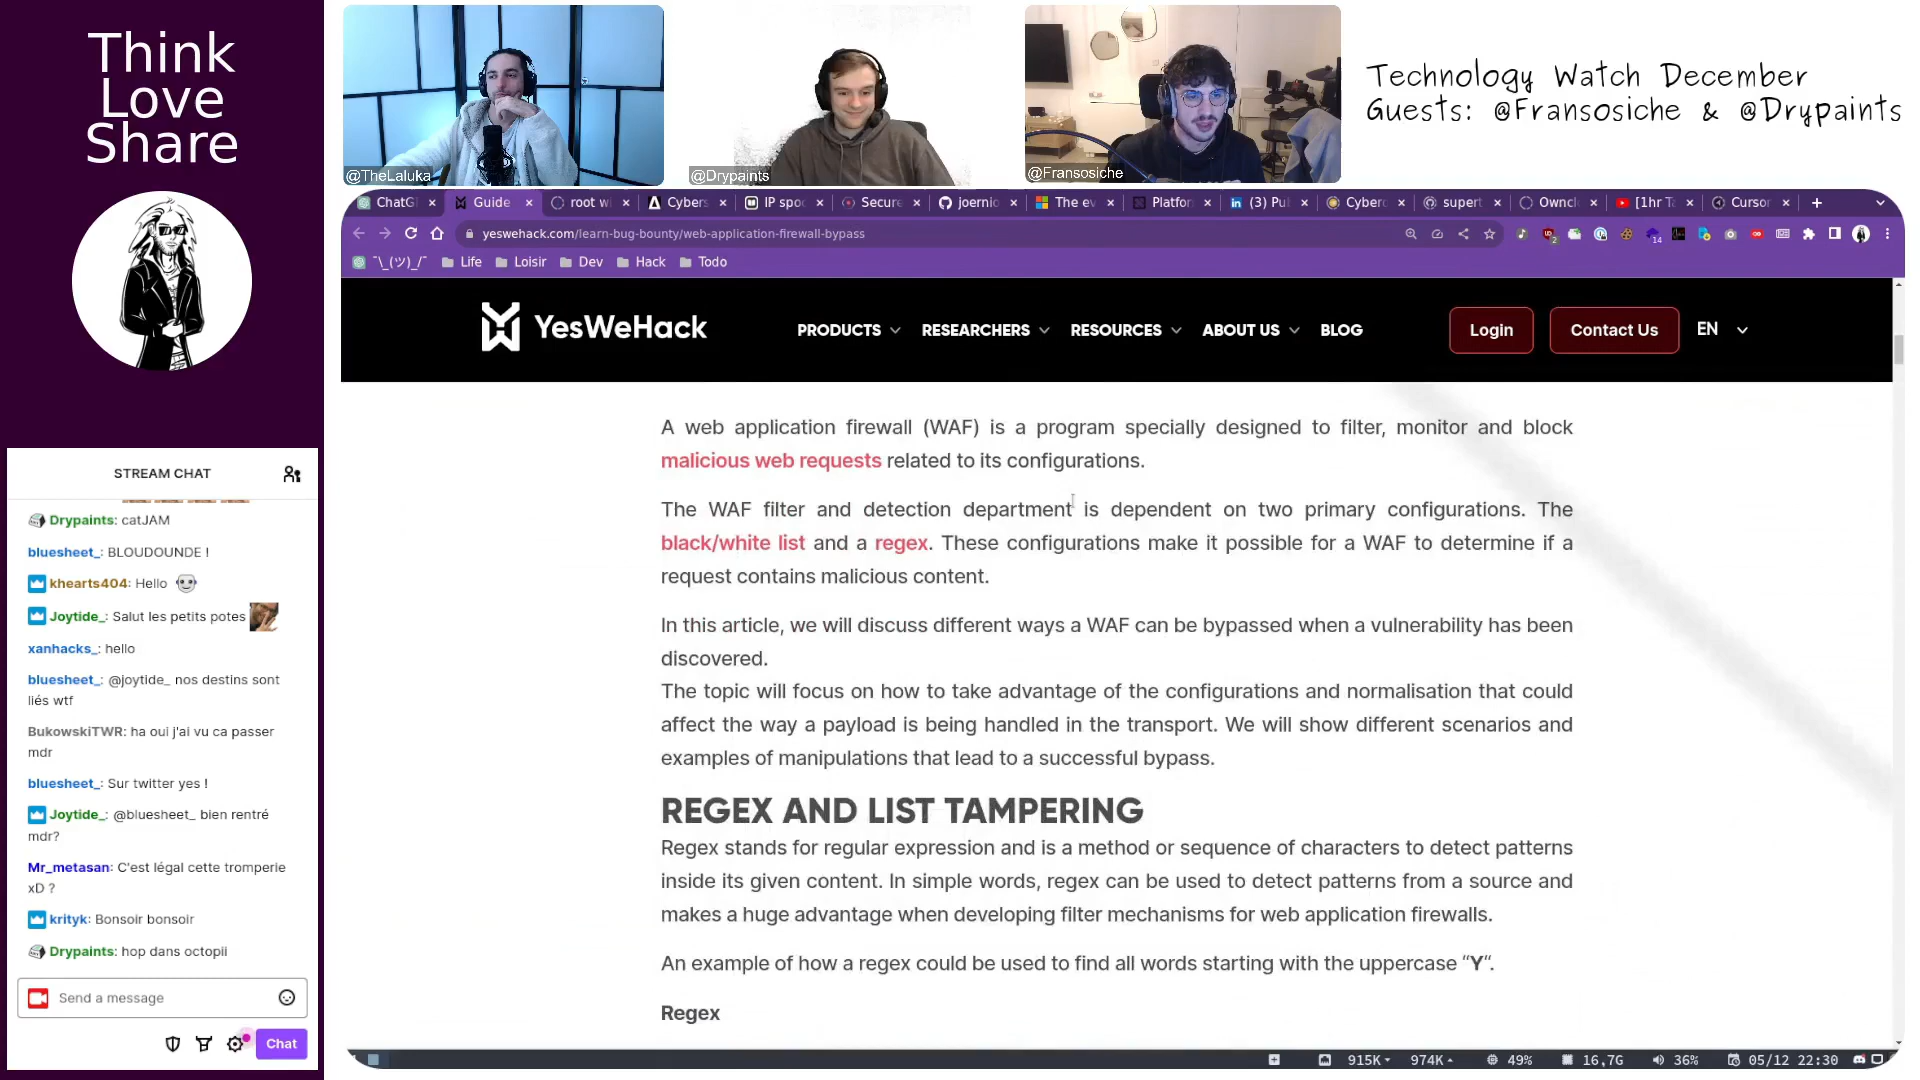 Think
Love
Share
@TheLaluka
@Drypaints
@Fransosiche
Technology Watch December
Guests: @Fransosiche & @Drypaints
ChatG
Guide
root wi
Cybers
IP spoo
Secure
joernio
The ev
Platfor
(3) Pu
Cyberc
supert
Ownclo
[1hr Ta
Cursor
yeswehack.com/learn-bug-bounty/web-application-firewall-bypass
¯\_(ツ)_/¯
Life
Loisir
Dev
Hack
Todo
YesWeHack
PRODUCTS
RESEARCHERS
RESOURCES
ABOUT US
BLOG
Login
Contact Us
EN
A web application firewall (WAF) is a program specially designed to filter, monitor and block
malicious web requests related to its configurations.
The WAF filter and detection department is dependent on two primary configurations. The
black/white list and a regex. These configurations make it possible for a WAF to determine if a
request contains malicious content.
In this article, we will discuss different ways a WAF can be bypassed when a vulnerability has been
discovered.
The topic will focus on how to take advantage of the configurations and normalisation that could
affect the way a payload is being handled in the transport. We will show different scenarios and
examples of manipulations that lead to a successful bypass.
REGEX AND LIST TAMPERING
Regex stands for regular expression and is a method or sequence of characters to detect patterns
inside its given content. In simple words, regex can be used to detect patterns from a source and
makes a huge advantage when developing filter mechanisms for web application firewalls.
An example of how a regex could be used to find all words starting with the uppercase “Y“.
Regex
STREAM CHAT
Drypaints: catJAM
bluesheet_: BLOUDOUNDE !
khearts404: Hello
Joytide_: Salut les petits potes
xanhacks_: hello
bluesheet_: @joytide_ nos destins sont
liés wtf
BukowskiTWR: ha oui j'ai vu ca passer
mdr
bluesheet_: Sur twitter yes !
Joytide_: @bluesheet_ bien rentré
mdr?
Mr_metasan: C'est légal cette tromperie
xD ?
krityk: Bonsoir bonsoir
Drypaints: hop dans octopii
Send a message
Chat
915K
974K
49%
16,7G
36%
05/12 22:30